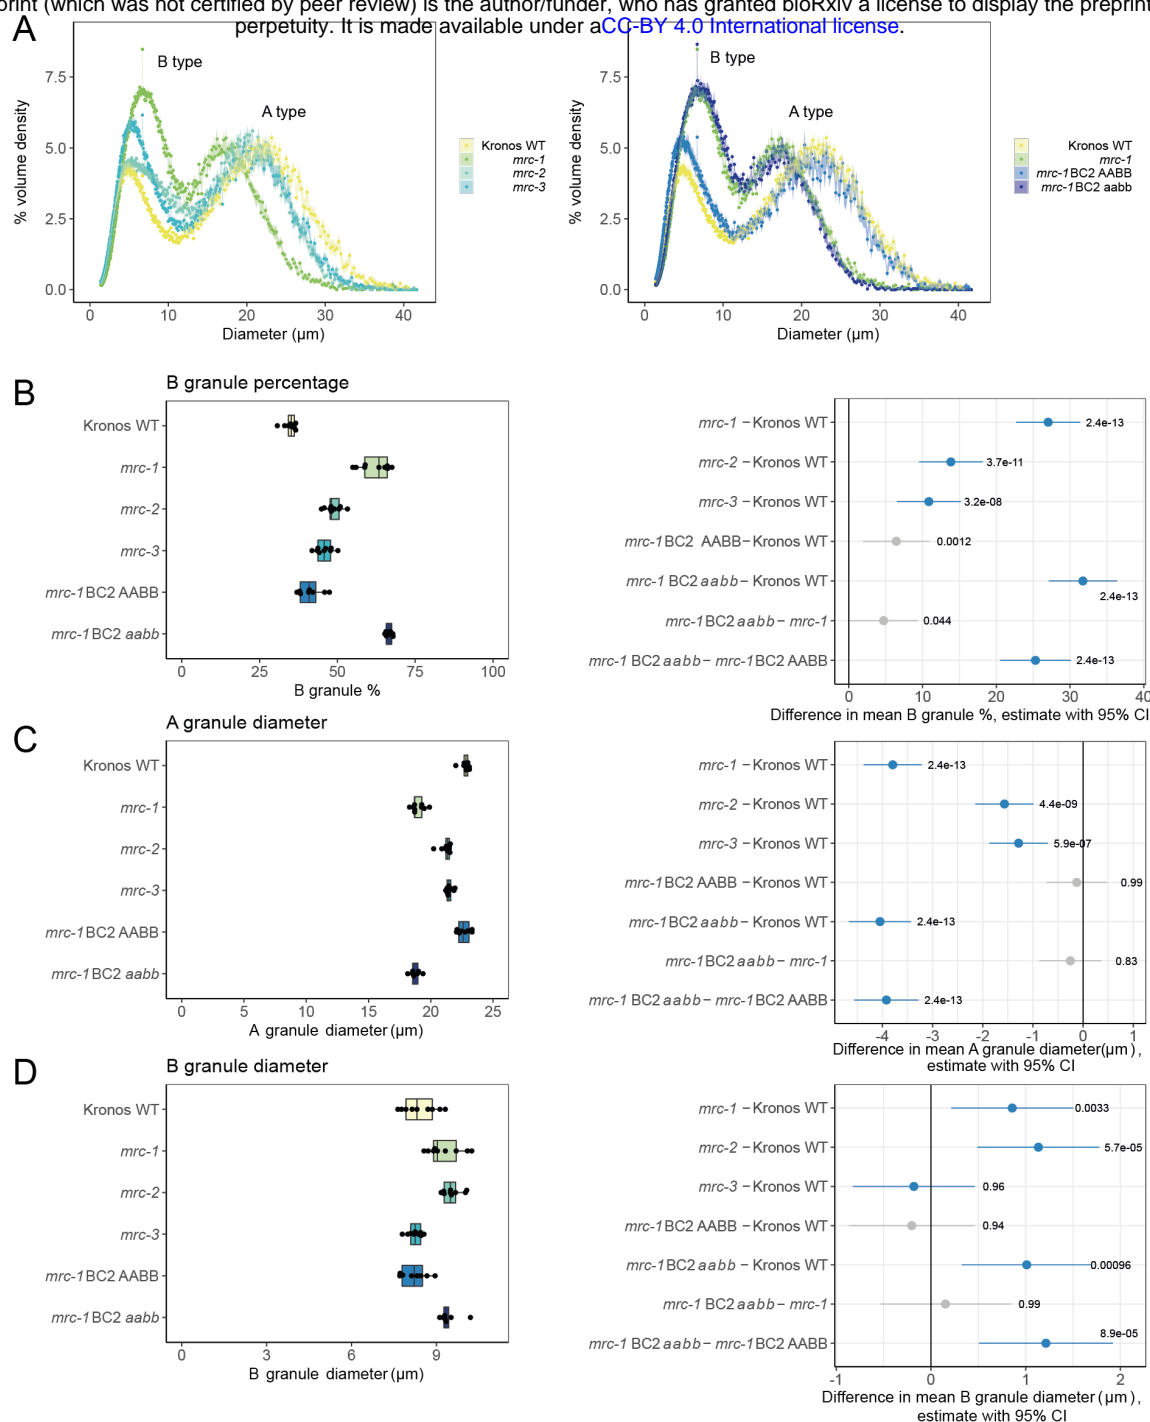 print (which was not certified by peer review) is the author/funder, who has granted bioRxiv a license to display the preprint
perpetuity. It is made available under aCC-BY 4.0 International license.
A
B type
A type
7.5
5.0
2.5
0.0
% volume density
0 10 20 30 40
Diameter (µm)
Kronos WT
mrc-1
mrc-2
mrc-3
B type
A type
7.5
5.0
2.5
0.0
% volume density
0 10 20 30 40
Diameter (µm)
Kronos WT
mrc-1
mrc-1BC2 AABB
mrc-1BC2 aabb
B
B granule percentage
Kronos WT
mrc-1
mrc-2
mrc-3
mrc-1BC2 AABB
mrc-1BC2 aabb
0 25 50 75 100
B granule %
mrc-1 – Kronos WT 2.4e-13
mrc-2 – Kronos WT 3.7e-11
mrc-3 – Kronos WT 3.2e-08
mrc-1BC2 AABB– Kronos WT 0.0012
mrc-1 BC2 aabb– Kronos WT 2.4e-13
mrc-1BC2 aabb– mrc-1 0.044
mrc-1 BC2 aabb– mrc-1BC2 AABB 2.4e-13
0 10 20 30 40
Difference in mean B granule %, estimate with 95% CI
C
A granule diameter
Kronos WT
mrc-1
mrc-2
mrc-3
mrc-1BC2 AABB
mrc-1BC2 aabb
0 5 10 15 20 25
A granule diameter (µm)
mrc-1 – Kronos WT 2.4e-13
mrc-2 – Kronos WT 4.4e-09
mrc-3 – Kronos WT 5.9e-07
mrc-1BC2 AABB – Kronos WT 0.99
mrc-1BC2 aabb – Kronos WT 2.4e-13
mrc-1BC2 aabb– mrc-1 0.83
mrc-1 BC2 aabb– mrc-1BC2 AABB 2.4e-13
-4 -3 -2 -1 0 1
Difference in mean A granule diameter(µm),
estimate with 95% CI
D
B granule diameter
Kronos WT
mrc-1
mrc-2
mrc-3
mrc-1BC2 AABB
mrc-1BC2 aabb
0 3 6 9
B granule diameter (µm)
mrc-1 – Kronos WT 0.0033
mrc-2 – Kronos WT 5.7e-05
mrc-3 – Kronos WT 0.96
mrc-1BC2 AABB – Kronos WT 0.94
mrc-1BC2 aabb – Kronos WT 0.00096
mrc-1 BC2 aabb– mrc-1 0.99
mrc-1 BC2 aabb– mrc-1BC2 AABB 8.9e-05
-1 0 1 2
Difference in mean B granule diameter (µm),
estimate with 95% CI